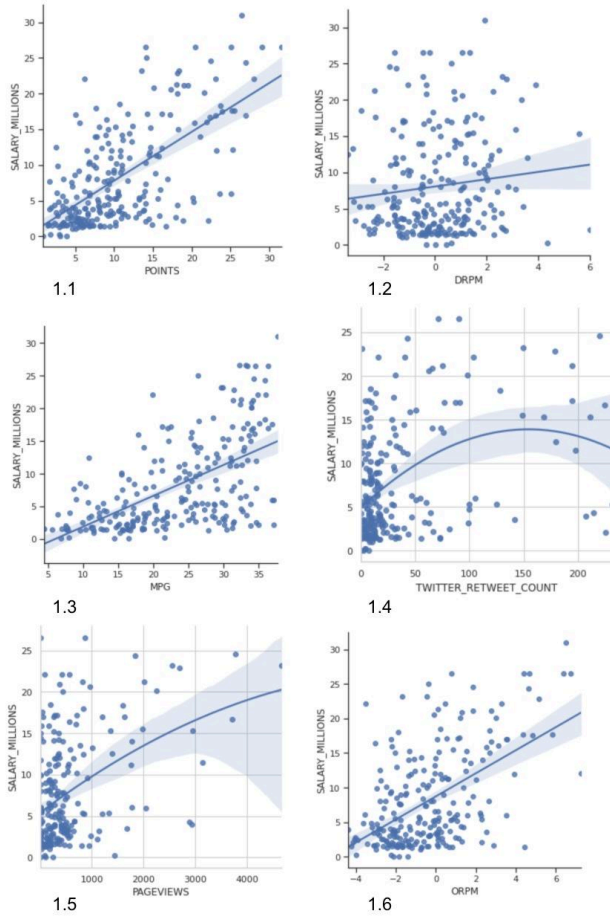 30
25
20
15
10
5
0
SALARY_MILLIONS
5 10 15 20 25 30
POINTS
1.1
30
25
20
15
10
5
0
SALARY_MILLIONS
−2 0 2 4 6
DRPM
1.2
30
25
20
15
10
5
0
SALARY_MILLIONS
5 10 15 20 25 30 35
MPG
1.3
25
20
15
10
5
0
SALARY_MILLIONS
0 50 100 150 200
TWITTER_RETWEET_COUNT
1.4
25
20
15
10
5
0
SALARY_MILLIONS
1000 2000 3000 4000
PAGEVIEWS
1.5
30
25
20
15
10
5
0
SALARY_MILLIONS
−4 −2 0 2 4 6
ORPM
1.6